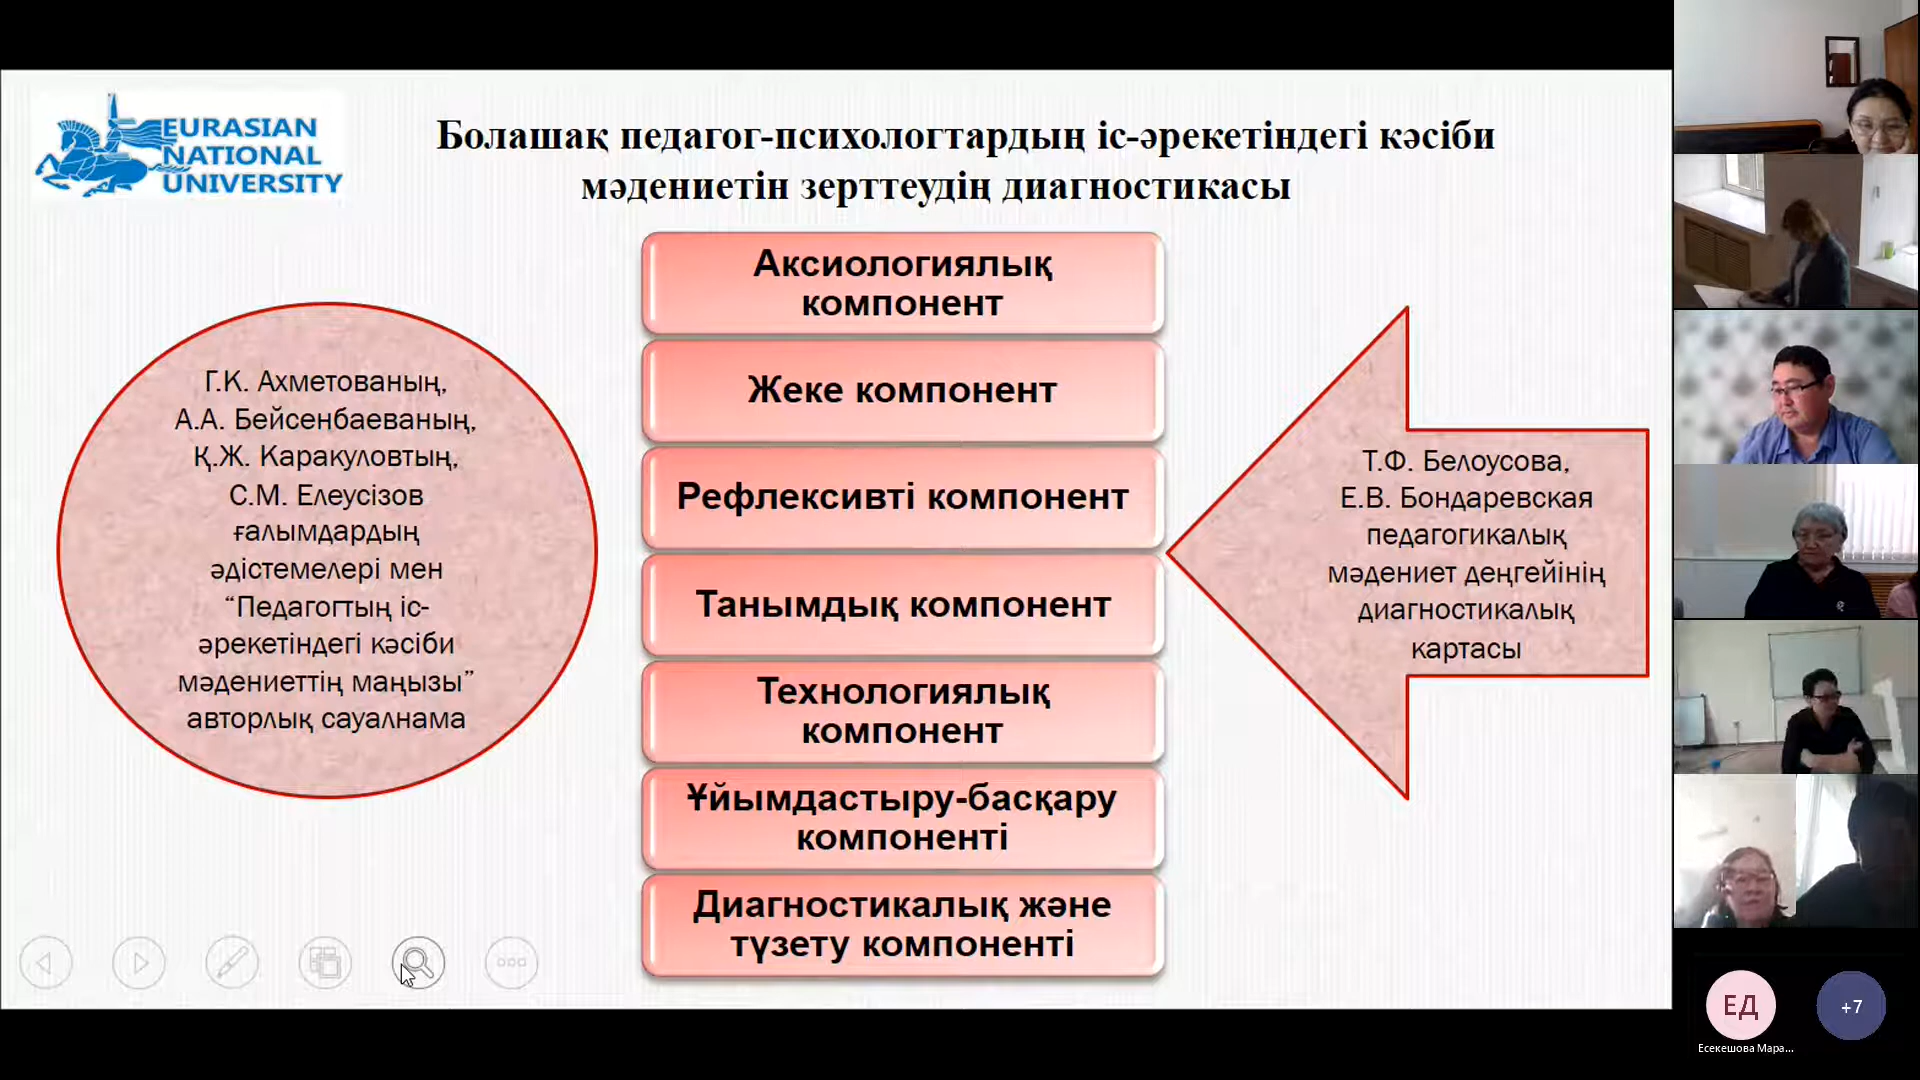 EURASIAN
NATIONAL
UNIVERSITY
Болашақ педагог-психологтардың іс-әрекетіндегі кәсіби
мәдениетін зерттеудің диагностикасы
Г.К. Ахметованың,
А.А. Бейсенбаеваның,
Қ.Ж. Каракуловтың,
С.М. Елеусізов
ғалымдардың
әдістемелері мен
“Педагогтың іс-
әрекетіндегі кәсіби
мәдениеттің маңызы”
авторлық сауалнама
Аксиологиялық
компонент
Жеке компонент
Рефлексивті компонент
Танымдық компонент
Технологиялық
компонент
Ұйымдастыру-басқару
компоненті
Диагностикалық және
түзету компоненті
Т.Ф. Белоусова,
Е.В. Бондаревская
педагогикалық
мәдениет деңгейінің
диагностикалық
картасы
ЕД
+7
Есекешова Мара...